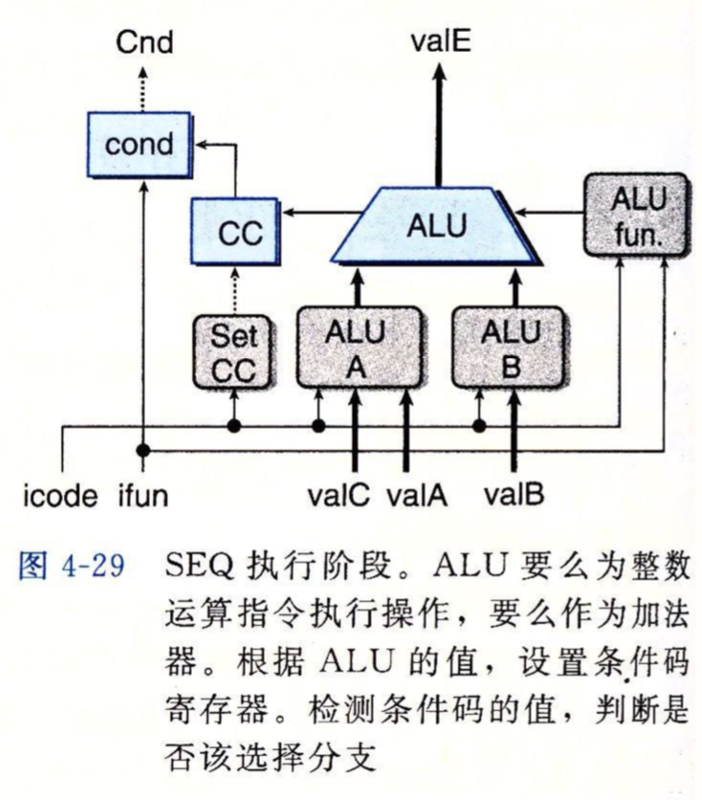 Cnd
valE
cond
ALU
fun.
CC
ALU
Set
CC
ALU
A
ALU
B
icode ifun valC valA valB
图 4-29 SEQ 执行阶段。ALU 要么为整数
运算指令执行操作，要么作为加法
器。根据 ALU 的值，设置条件码
寄存器。检测条件码的值，判断是
否该选择分支